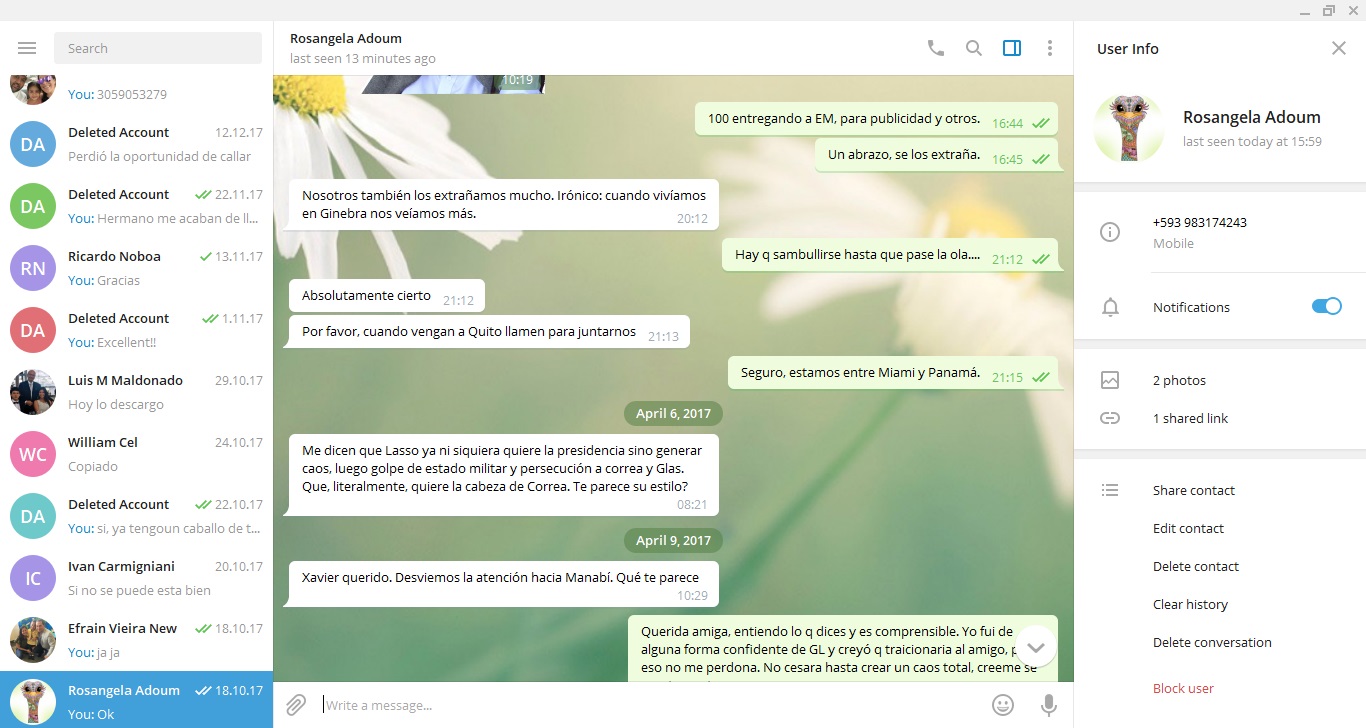 Search
You: 3059053279
DA
Deleted Account 12.12.17
Perdió la oportunidad de callar
DA
Deleted Account 22.11.17
You: Hermano me acaban de ll...
RN
Ricardo Noboa 13.11.17
You: Gracias
DA
Deleted Account 1.11.17
You: Excellent!!
Luis M Maldonado 29.10.17
Hoy lo descargo
WC
William Cel 24.10.17
Copiado
DA
Deleted Account 22.10.17
You: si, ya tengoun caballo de t...
IC
Ivan Carmigniani 20.10.17
Si no se puede esta bien
Efrain Vieira New 18.10.17
You: ja ja
Rosangela Adoum 18.10.17
You: Ok
Rosangela Adoum
last seen 13 minutes ago
10:19
100 entregando a EM, para publicidad y otros. 16:44
Un abrazo, se los extraña. 16:45
Nosotros también los extrañamos mucho. Irónico: cuando vivíamos
en Ginebra nos veíamos más. 20:12
Hay q sambullirse hasta que pase la ola.... 21:12
Absolutamente cierto 21:12
Por favor, cuando vengan a Quito llamen para juntarnos 21:13
Seguro, estamos entre Miami y Panamá. 21:15
April 6, 2017
Me dicen que Lasso ya ni siquiera quiere la presidencia sino generar
caos, luego golpe de estado militar y persecución a correa y Glas.
Que, literalmente, quiere la cabeza de Correa. Te parece su estilo?
08:21
April 9, 2017
Xavier querido. Desviemos la atención hacia Manabí. Qué te parece
10:29
Querida amiga, entiendo lo q dices y es comprensible. Yo fui de
alguna forma confidente de GL y creyó q traicionaria al amigo,
eso no me perdona. No cesara hasta crear un caos total, creeme se
Write a message...
User Info
Rosangela Adoum
last seen today at 15:59
+593 983174243
Mobile
Notifications
2 photos
1 shared link
Share contact
Edit contact
Delete contact
Clear history
Delete conversation
Block user